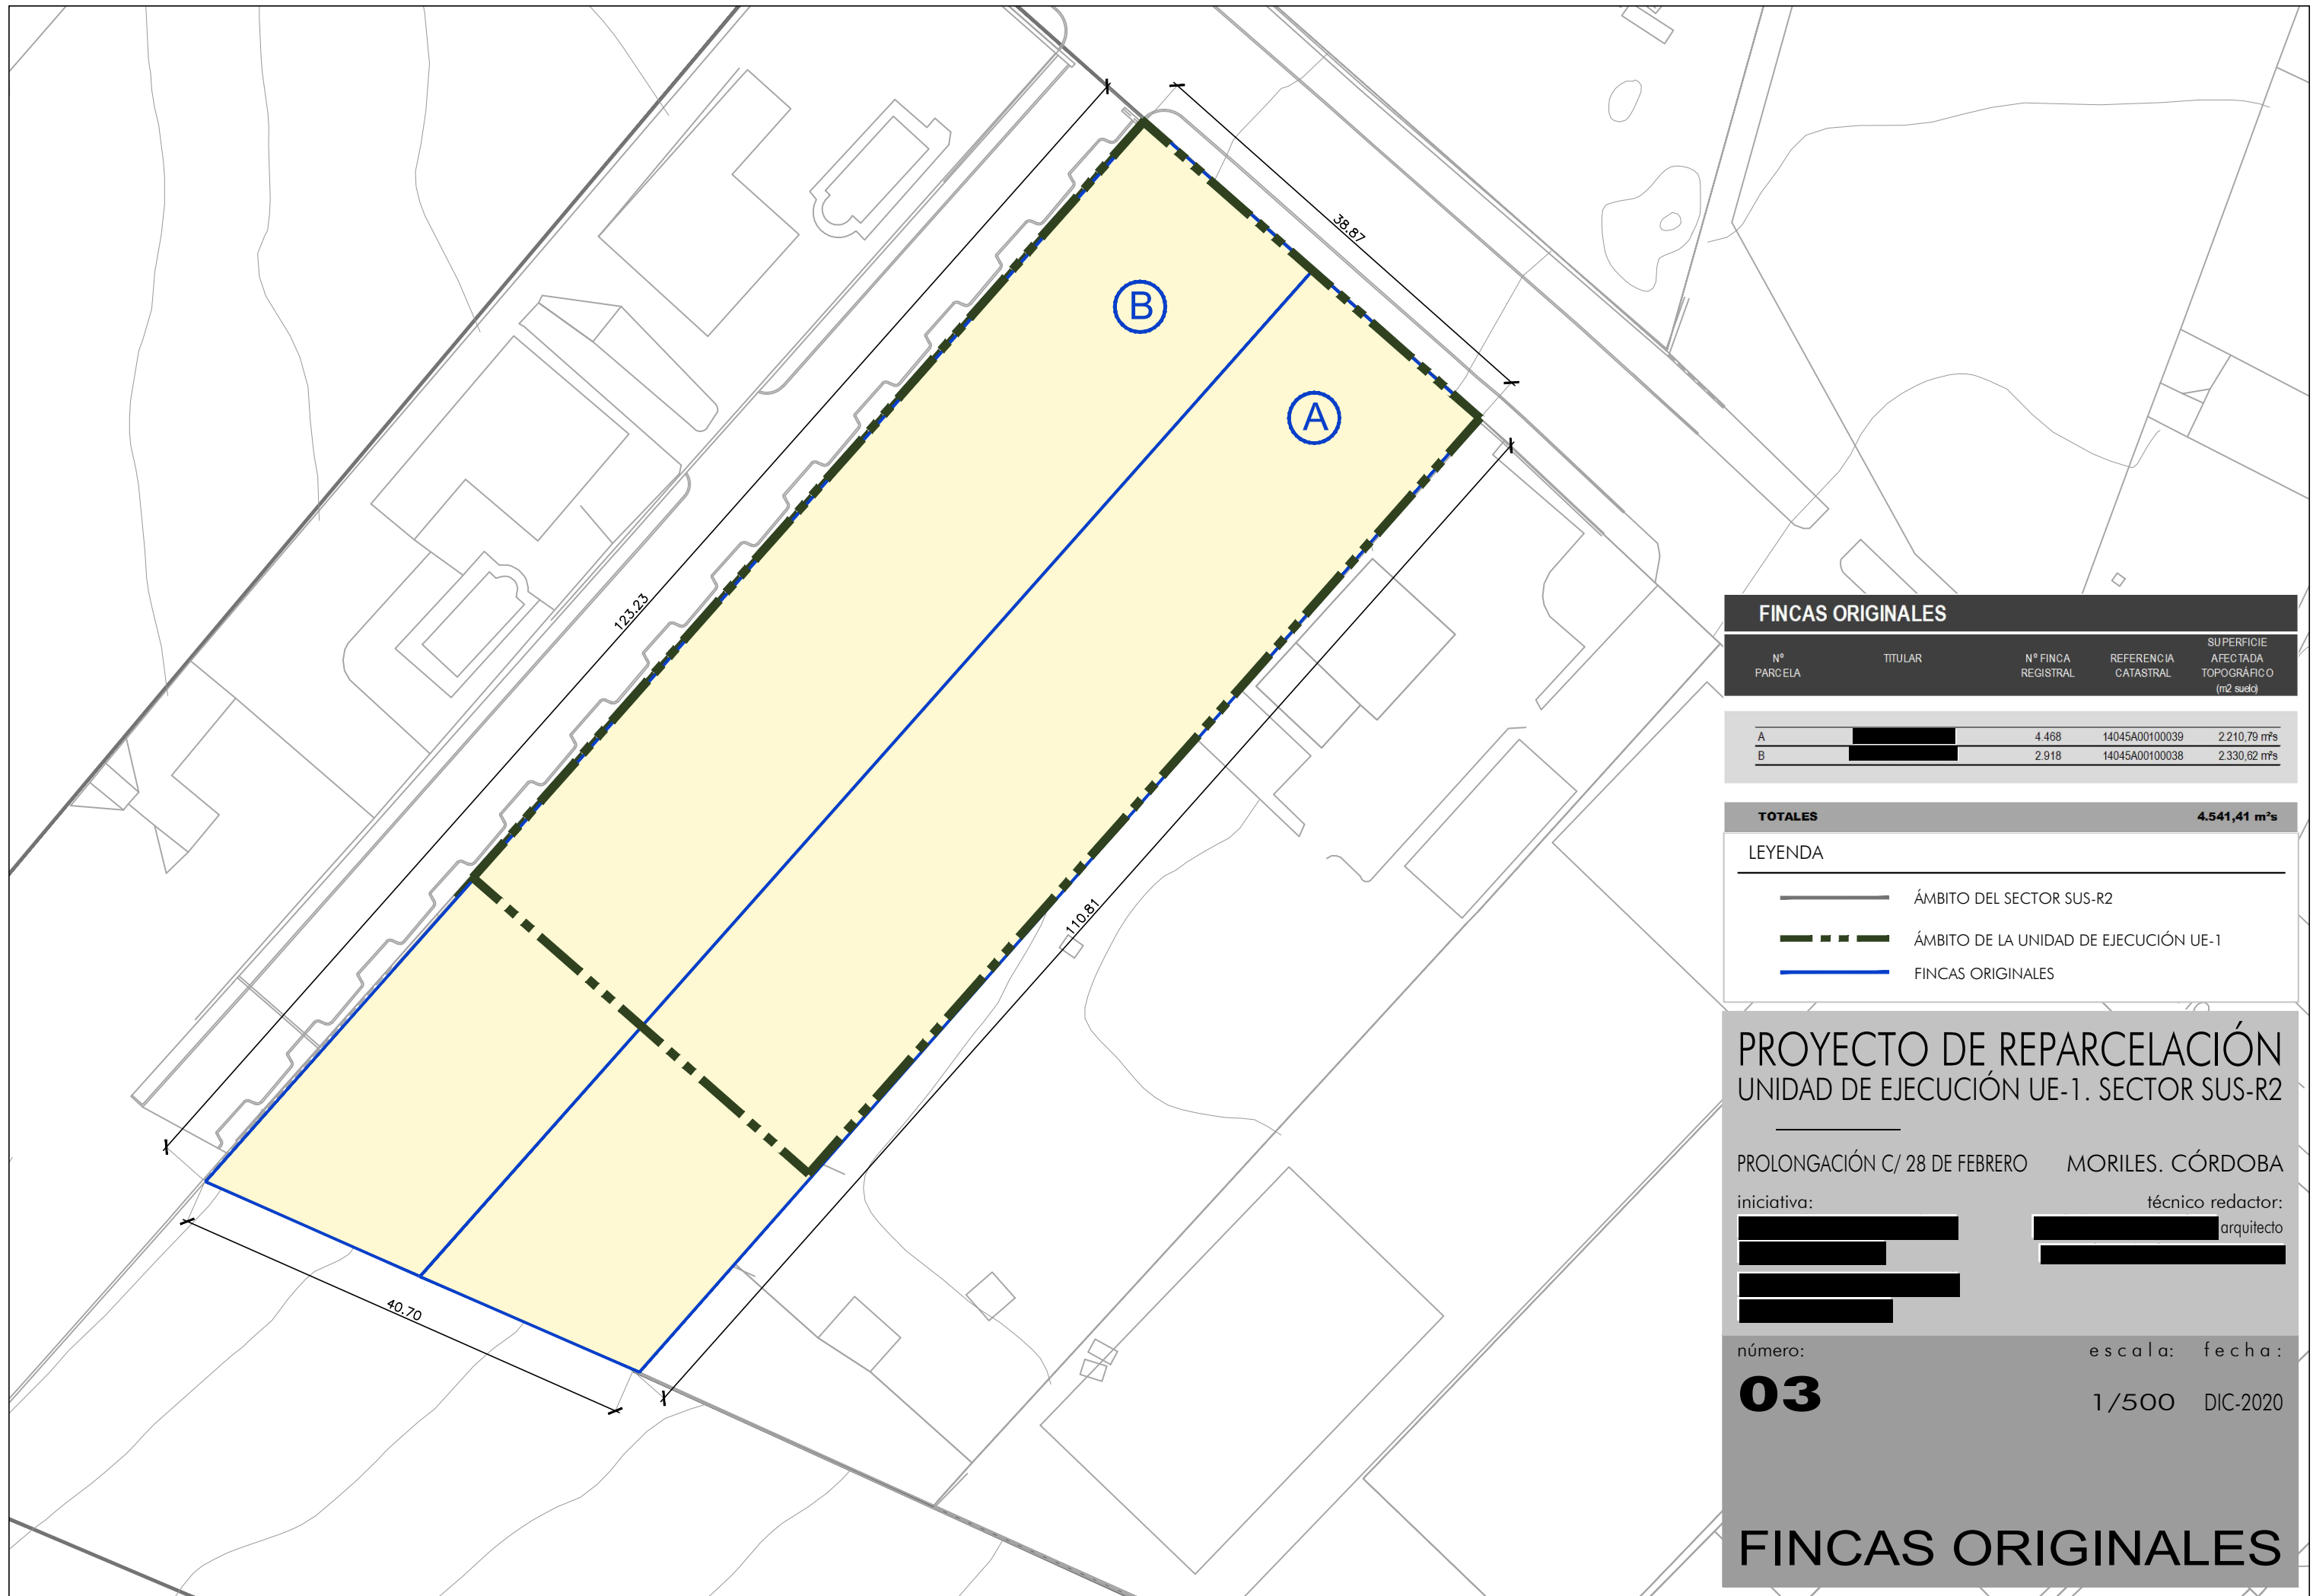 38.87
B
A
123.23
110.81
40.70
FINCAS ORIGINALES
Nº PARCELA TITULAR Nº FINCA REGISTRAL REFERENCIA CATASTRAL SUPERFICIE AFECTADA TOPOGRÁFICO (m2 suelo)
A 4.468 14045A00100039 2.210,79 m²s
B 2.918 14045A00100038 2.330,62 m²s
TOTALES 4.541,41 m²s
LEYENDA
ÁMBITO DEL SECTOR SUS-R2
ÁMBITO DE LA UNIDAD DE EJECUCIÓN UE-1
FINCAS ORIGINALES
PROYECTO DE REPARCELACIÓN
UNIDAD DE EJECUCIÓN UE-1. SECTOR SUS-R2
PROLONGACIÓN C/ 28 DE FEBRERO MORILES. CÓRDOBA
iniciativa: técnico redactor:
arquitecto
número: escala: fecha:
03 1/500 DIC-2020
FINCAS ORIGINALES